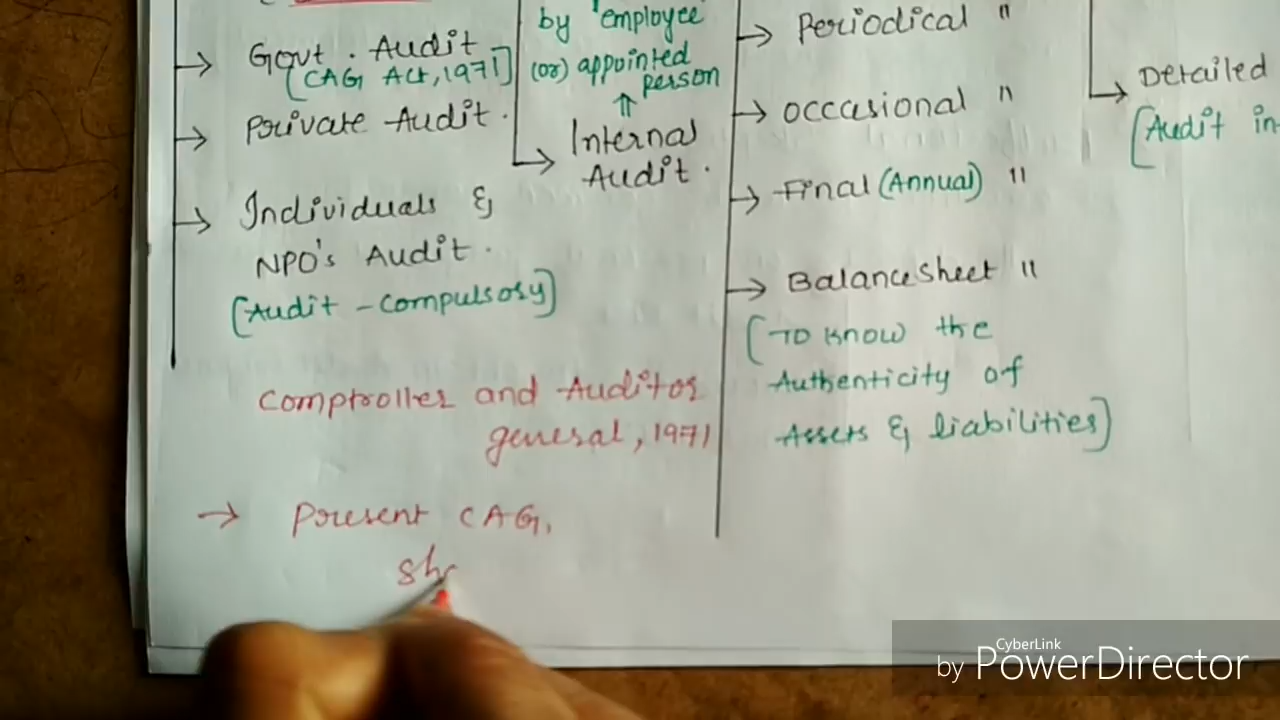 Govt. Audit
[CAG Act, 1971]
Private Audit.
Individuals &
NPO's Audit.
[Audit - compulsory]
by employee
(or) appointed
person
Internal
Audit.
Periodical "
occasional "
Final (Annual) "
Balance sheet "
[To know the
Authenticity of
Assets & liabilities]
Detailed
[Audit in
comptroller and Auditor
general, 1971
→ present CAG,
sh
CyberLink
by PowerDirector